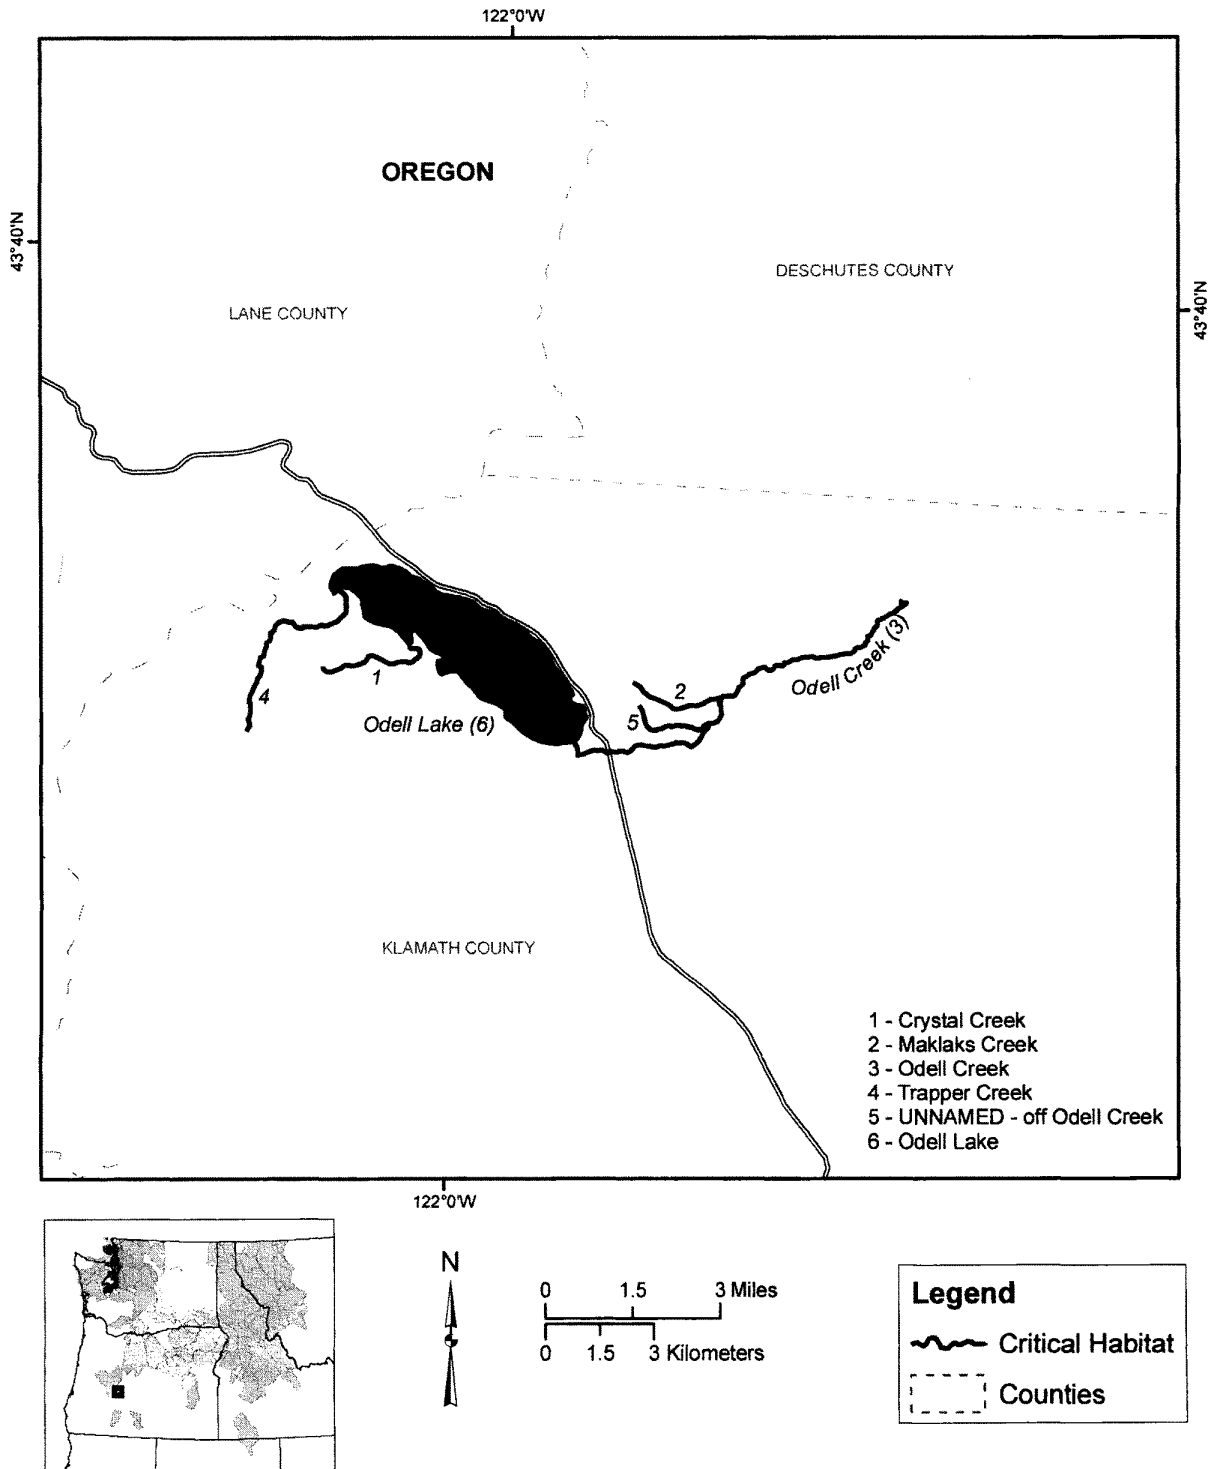 122°0'W
OREGON
43°40'N
DESCHUTES COUNTY
43°40'N
LANE COUNTY
Odell Creek (3)
2
1
4
5
Odell Lake (6)
KLAMATH COUNTY
1 - Crystal Creek
2 - Maklaks Creek
3 - Odell Creek
4 - Trapper Creek
5 - UNNAMED - off Odell Creek
6 - Odell Lake
122°0'W
N
0 1.5 3 Miles
0 1.5 3 Kilometers
Legend
Critical Habitat
Counties